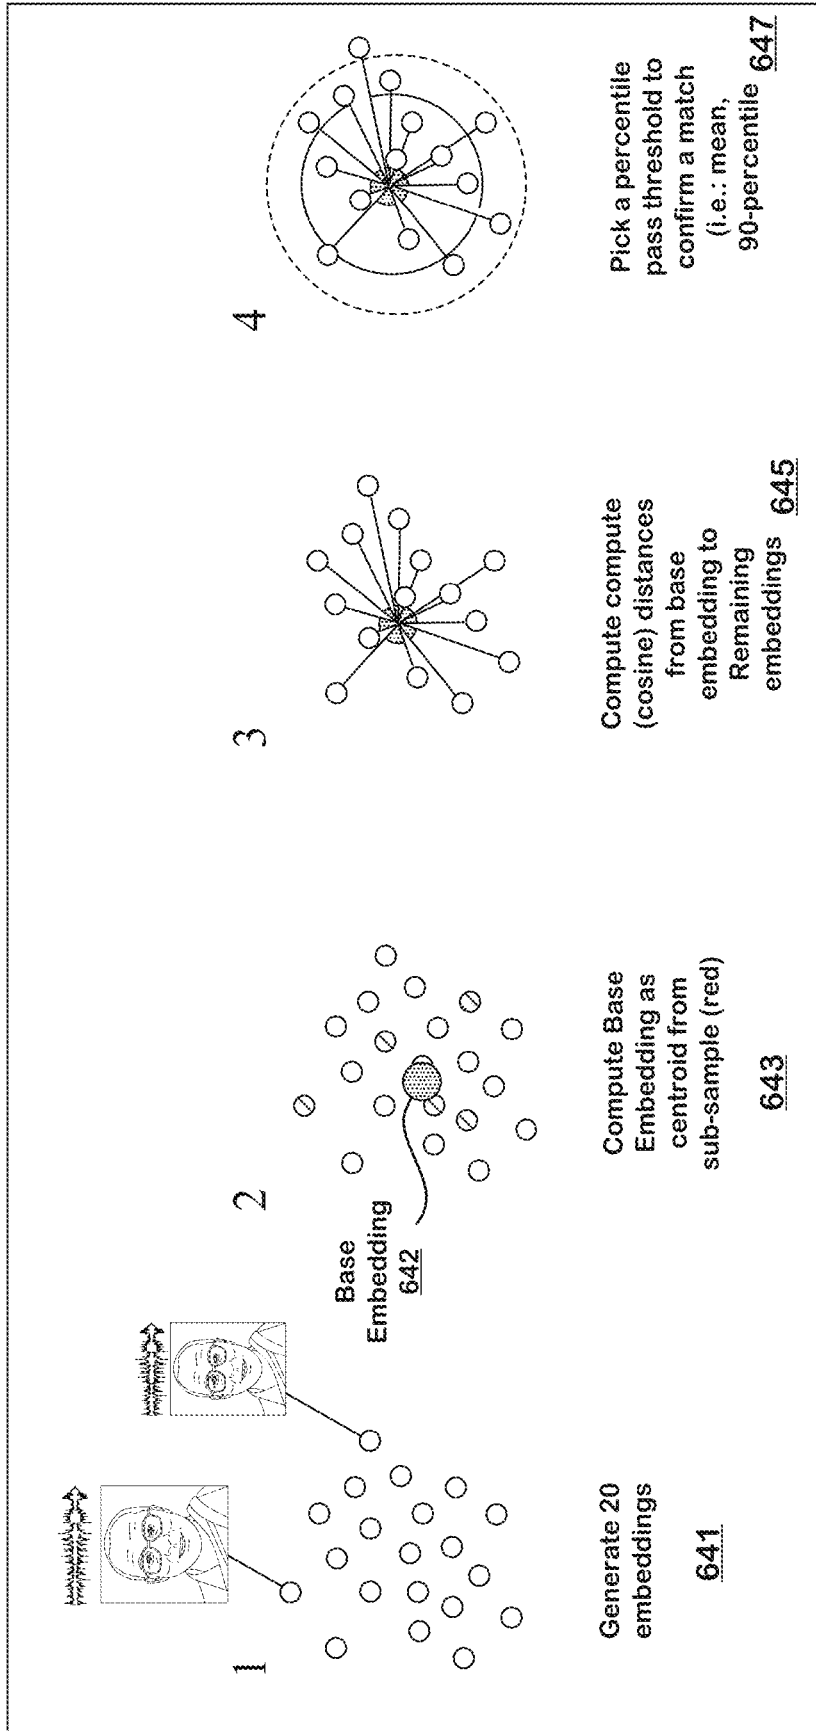 1
Generate 20
embeddings
641
2
Base
Embedding
642
Compute Base
Embedding as
centroid from
sub-sample (red)
643
3
Compute compute
(cosine) distances
from base
embedding to
Remaining
embeddings 645
4
Pick a percentile
pass threshold to
confirm a match
(i.e.: mean,
90-percentile 647